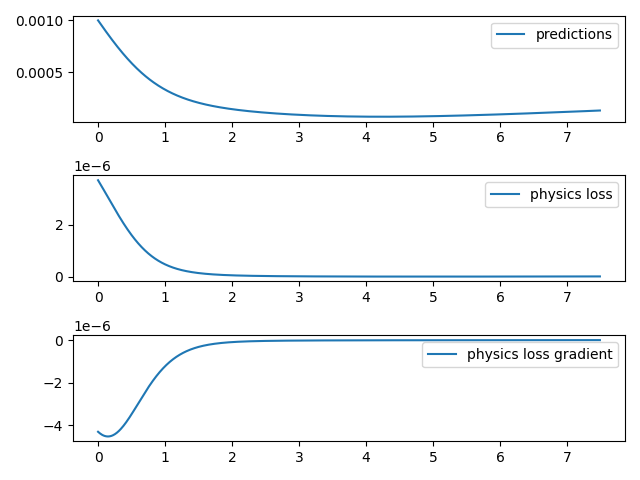 0.0010
predictions
0.0005
0 1 2 3 4 5 6 7
1e−6
physics loss
2
0
0 1 2 3 4 5 6 7
1e−6
0
physics loss gradient
−2
−4
0 1 2 3 4 5 6 7